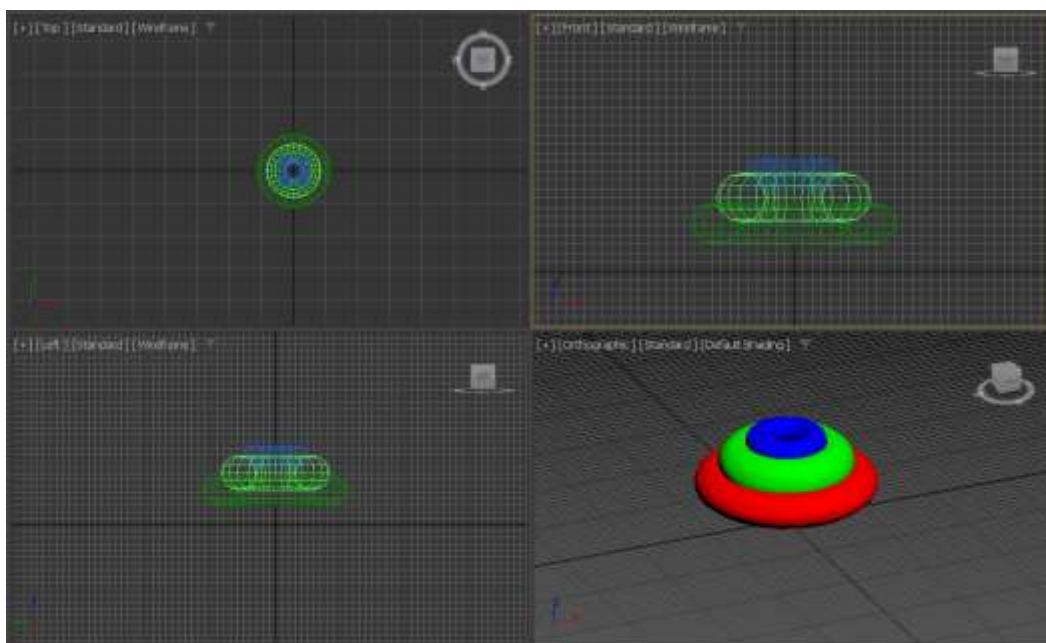 [+] [Top ] [Standard] [Wireframe ]
[+] [Front ] [Standard] [Wireframe ]
[+] [Left ] [Standard] [Wireframe ]
[+] [Orthographic ] [Standard] [Default Shading ]